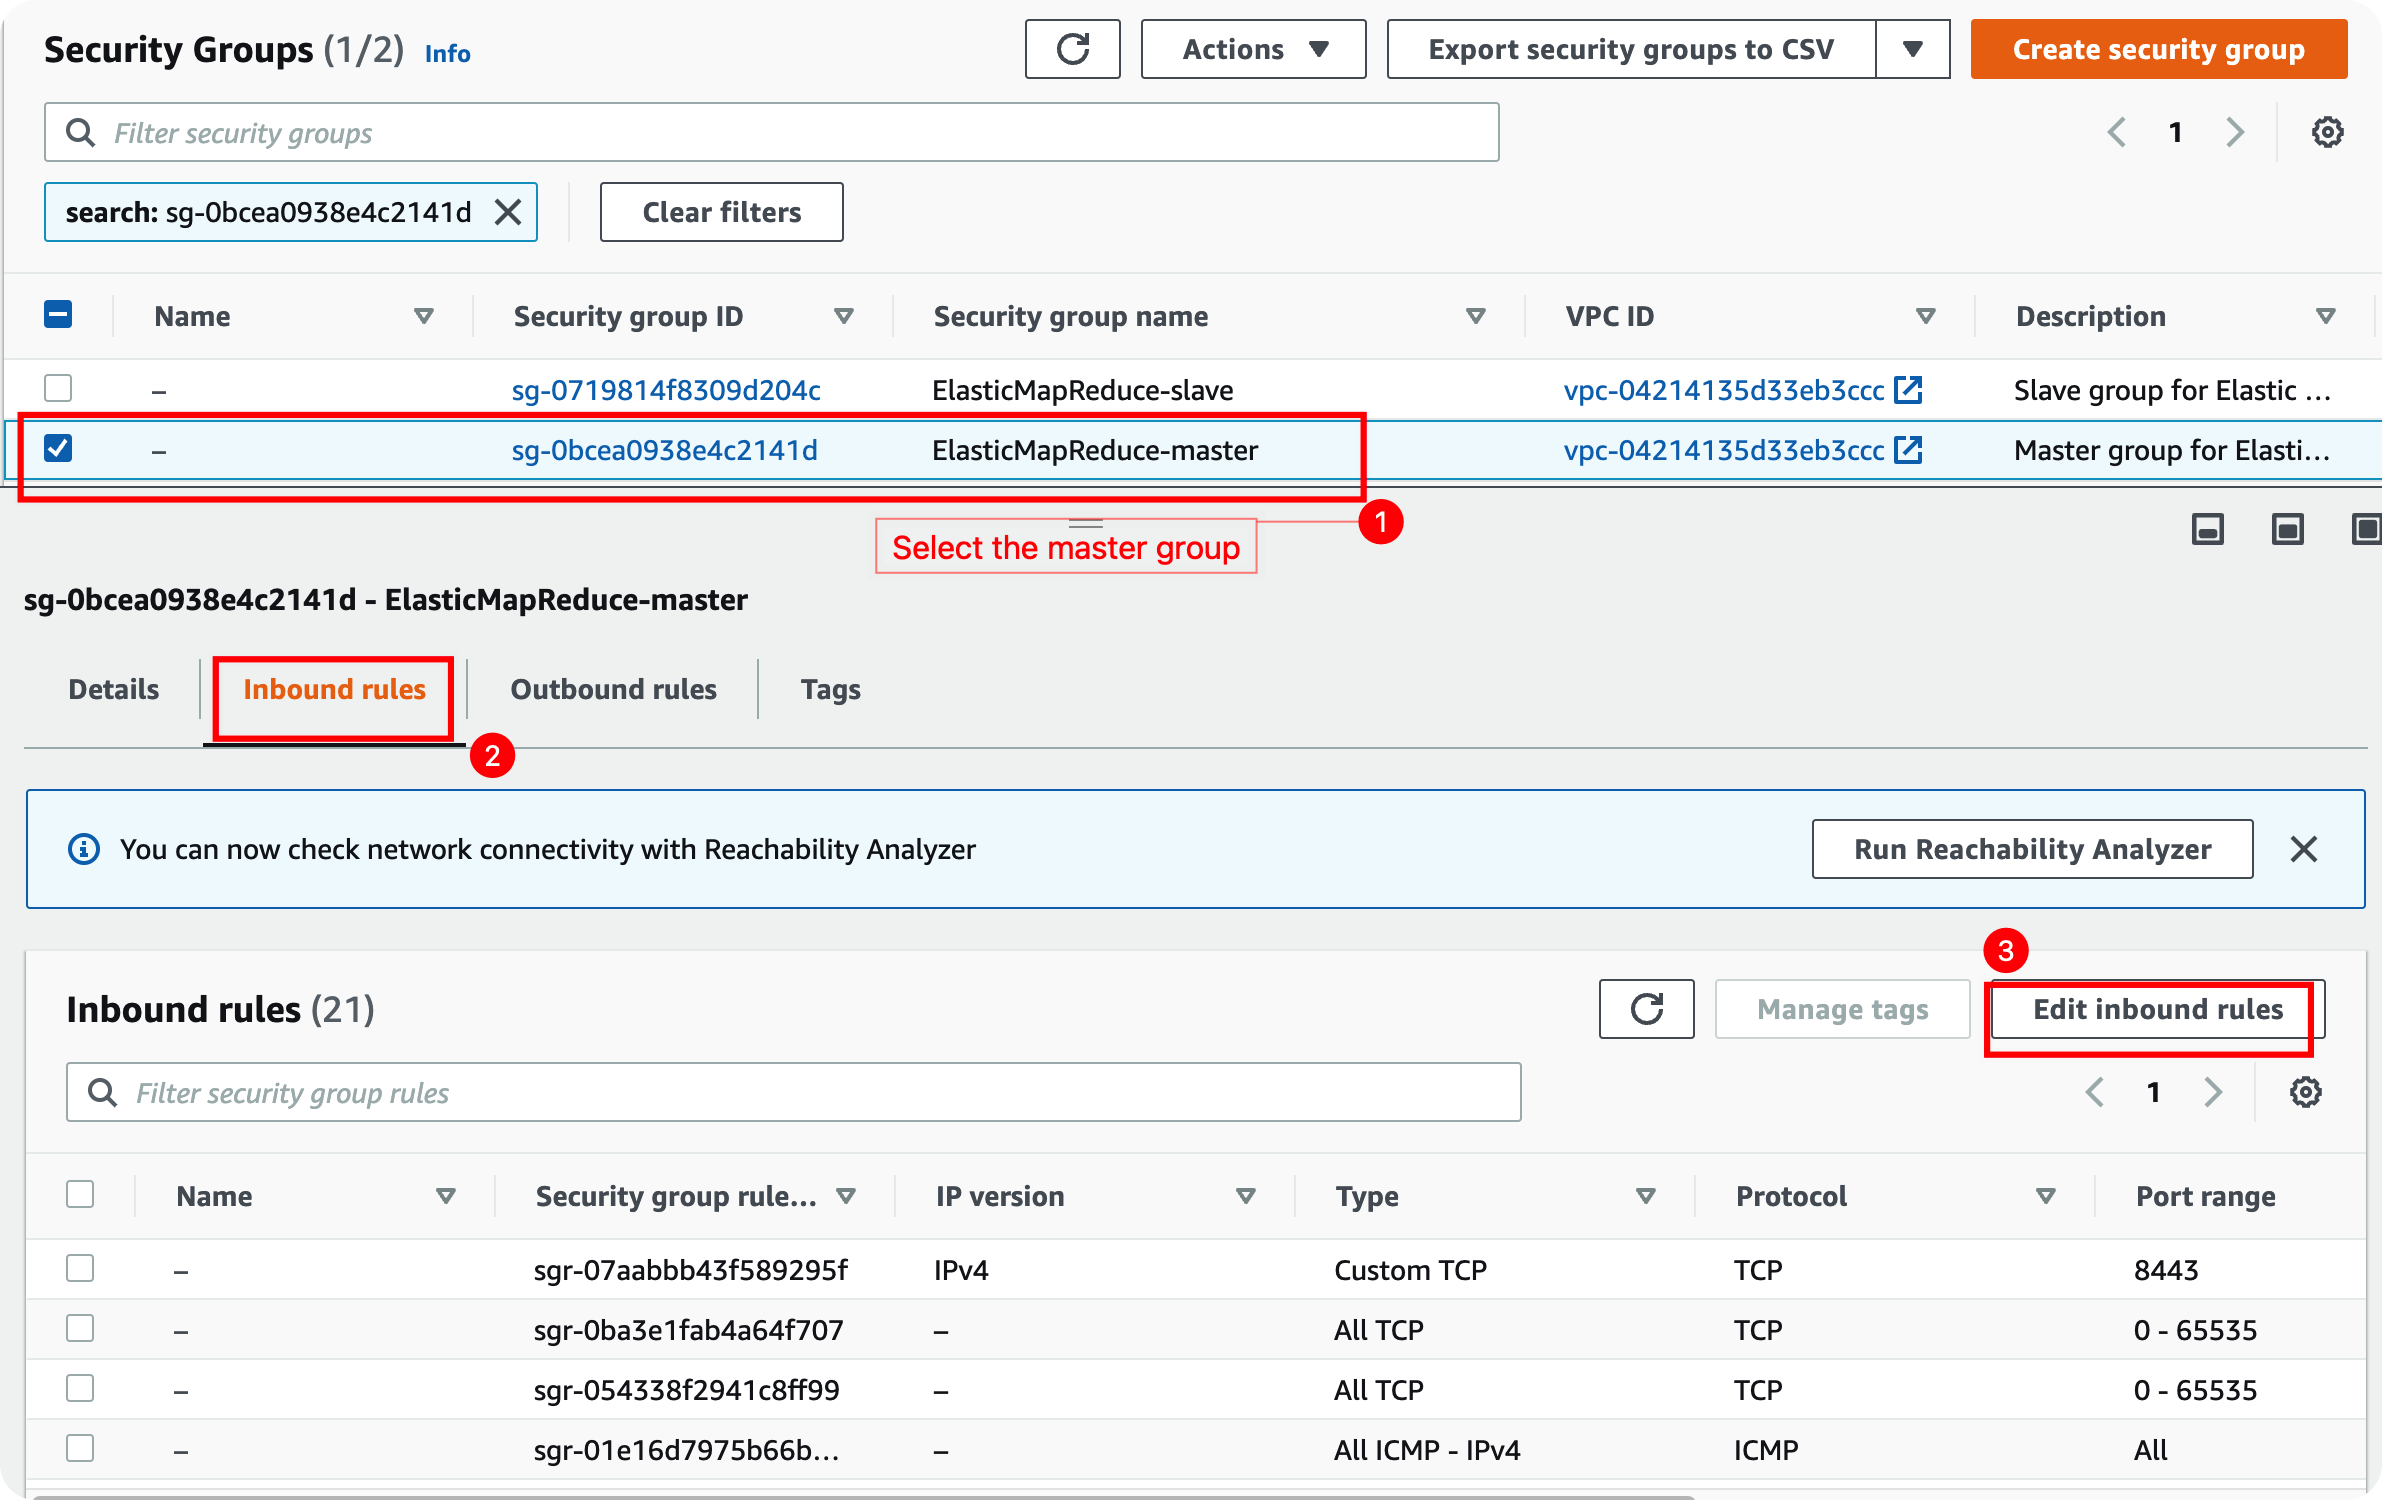 Security Groups (1/2) Info Actions Export security groups to CSV Create security group
Filter security groups 1
search: sg-0bcea0938e4c2141d Clear filters
Name Security group ID Security group name VPC ID Description
– sg-0719814f8309d204c ElasticMapReduce-slave vpc-04214135d33eb3ccc Slave group for Elastic ...
– sg-0bcea0938e4c2141d ElasticMapReduce-master vpc-04214135d33eb3ccc Master group for Elasti...
1
Select the master group
sg-0bcea0938e4c2141d - ElasticMapReduce-master
Details Inbound rules Outbound rules Tags
2
You can now check network connectivity with Reachability Analyzer Run Reachability Analyzer
3
Inbound rules (21) Manage tags Edit inbound rules
Filter security group rules 1
Name Security group rule... IP version Type Protocol Port range
– sgr-07aabbb43f589295f IPv4 Custom TCP TCP 8443
– sgr-0ba3e1fab4a64f707 – All TCP TCP 0 - 65535
– sgr-054338f2941c8ff99 – All TCP TCP 0 - 65535
– sgr-01e16d7975b66b... – All ICMP - IPv4 ICMP All